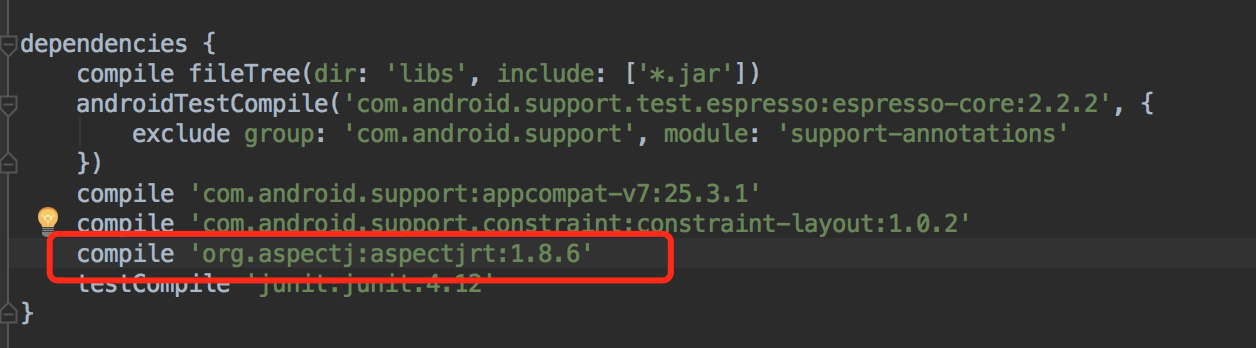 dependencies {
compile fileTree(dir: 'libs', include: ['*.jar'])
androidTestCompile('com.android.support.test.espresso:espresso-core:2.2.2', {
exclude group: 'com.android.support', module: 'support-annotations'
})
compile 'com.android.support:appcompat-v7:25.3.1'
compile 'com.android.support.constraint:constraint-layout:1.0.2'
compile 'org.aspectj:aspectjrt:1.8.6'
testCompile 'junit:junit:4.12'
}